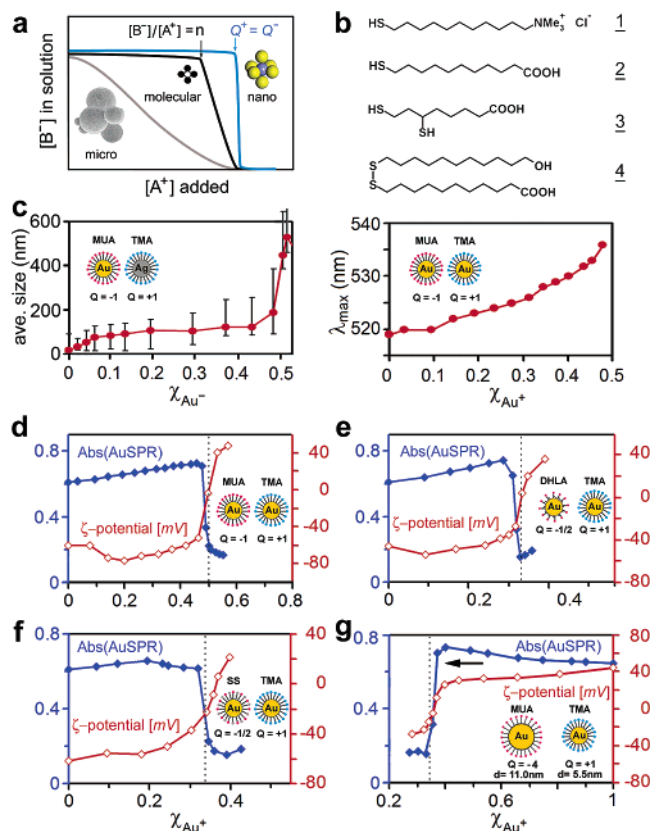 a
[B⁻]/[A⁺] = n
Q⁺ = Q⁻
molecular
nano
micro
[B⁻] in solution
[A⁺] added
b
HS
NMe₃⁺ Cl⁻
1
HS
COOH
2
HS
COOH
SH
3
S
S
OH
COOH
4
c
ave. size (nm)
600
400
200
0
MUA TMA
Au Ag
Q = -1 Q = +1
0 0.1 0.2 0.3 0.4 0.5
χAu⁻
λmax (nm)
540
530
520
MUA TMA
Au Au
Q = -1 Q = +1
0 0.1 0.2 0.3 0.4 0.5
χAu⁺
d
0.8
0.4
0
Abs(AuSPR)
ζ–potential [mV]
MUA TMA
Au Au
Q = -1 Q = +1
40
0
-40
-80
0 0.2 0.4 0.6 0.8
e
0.8
0.4
0
Abs(AuSPR)
ζ–potential [mV]
DHLA TMA
Au Au
Q = -1/2 Q = +1
40
0
-40
-80
0 0.2 0.4
f
0.8
0.4
0
Abs(AuSPR)
ζ–potential [mV]
SS TMA
Au Au
Q = -1/2 Q = +1
40
0
-40
-80
0 0.2 0.4
χAu⁺
g
0.8
0.4
0
Abs(AuSPR)
ζ–potential [mV]
MUA TMA
Au Au
Q = -4 Q = +1
d= 11.0nm d= 5.5nm
80
40
0
-40
-80
0.2 0.4 0.6 0.8 1
χAu⁺